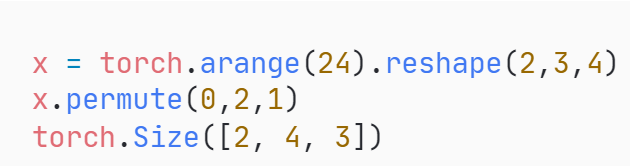 x = torch.arange(24).reshape(2,3,4)
x.permute(0,2,1)
torch.Size([2, 4, 3])